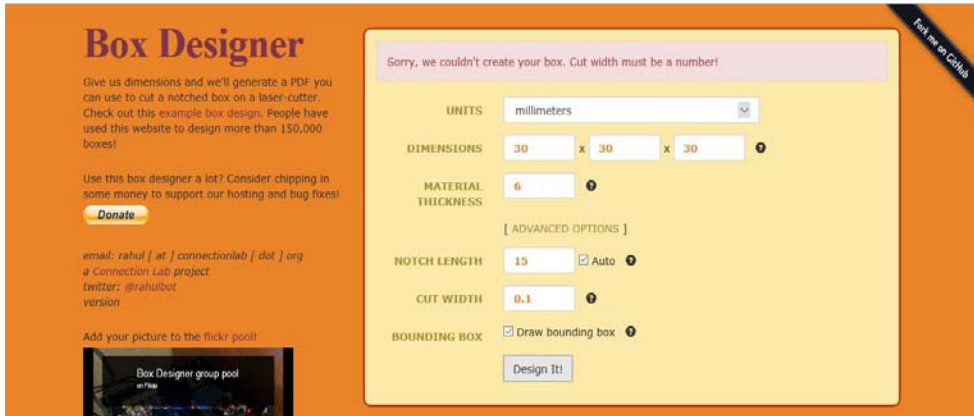 Box Designer
Give us dimensions and we'll generate a PDF you
can use to cut a notched box on a laser-cutter.
Check out this example box design. People have
used this website to design more than 150,000
boxes!
Use this box designer a lot? Consider chipping in
some money to support our hosting and bug fixes!
Donate
email: rahul [ at ] connectionlab [ dot ] org
a Connection Lab project
twitter: @rahulbot
version
Add your picture to the flickr pool!
Box Designer group pool
on Flickr
Sorry, we couldn't create your box. Cut width must be a number!
UNITS millimeters
DIMENSIONS 30 x 30 x 30 ?
MATERIAL THICKNESS 6 ?
[ ADVANCED OPTIONS ]
NOTCH LENGTH 15 Auto ?
CUT WIDTH 0.1 ?
BOUNDING BOX Draw bounding box ?
Design It!
Fork me on GitHub